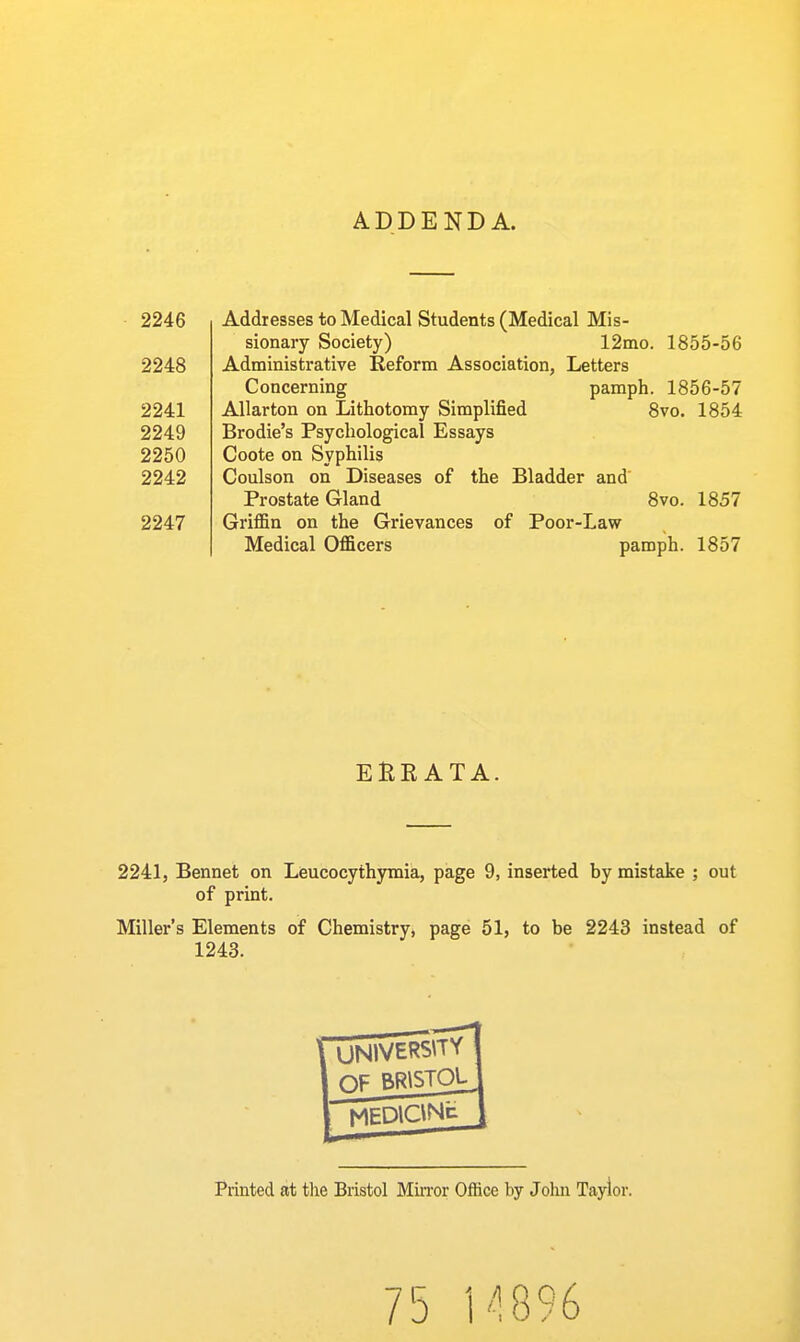 ADDENDA.
2246 Addresses to Medical Students (Medical Mis-
sionary Society) 12mo. 1855-56
2248 Administrative Reform Association, Letters
Concerning pamph. 1856-57
2241 Allarton on Lithotomy Simplified 8vo. 1854
2249 Brodie's Psychological Essays
2250 Coote on Syphilis
2242 Coulson on Diseases of the Bladder and
Prostate Gland 8vo. 1857
2247 Griffin on the Grievances of Poor-Law
Medical Officers pamph. 1857
ERRATA.
2241, Bennet on Leucocythymia, page 9, inserted by mistake ; out
of print.
Miller's Elements of Chemistry, page 51, to be 2243 instead of
1243.
UNIVERSITY
OF BRISTOL
MEDICINE
Printed at the Bristol Mirror Office by John Taylor.
75 14896